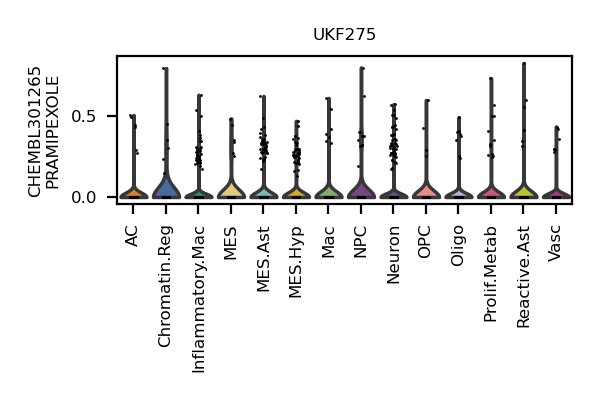 UKF275
CHEMBL301265
PRAMIPEXOLE
0.5
0.0
AC
Chromatin.Reg
Inflammatory.Mac
MES
MES.Ast
MES.Hyp
Mac
NPC
Neuron
OPC
Oligo
Prolif.Metab
Reactive.Ast
Vasc